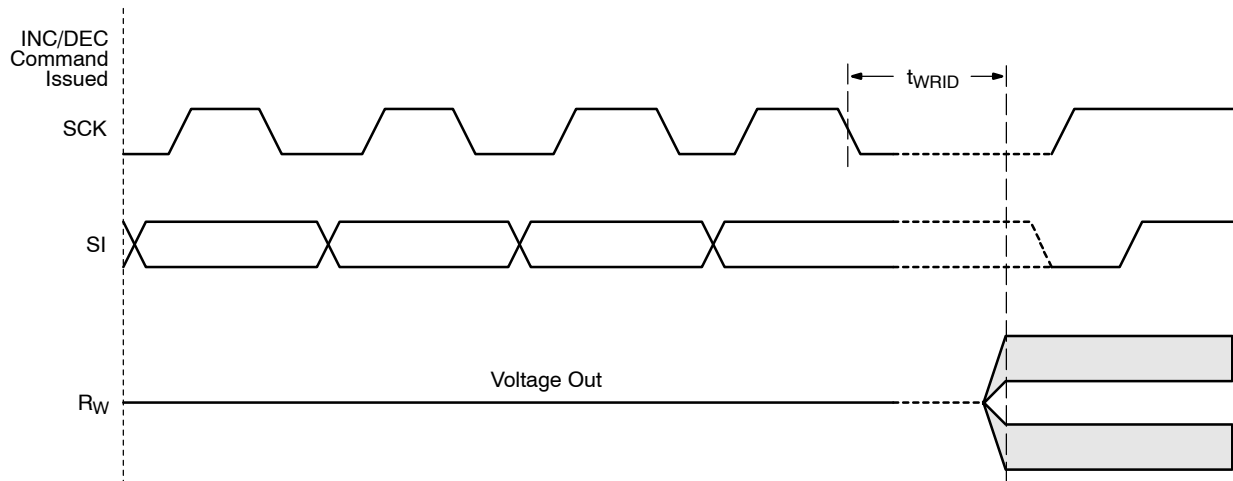 INC/DEC
Command
Issued
tWRID
SCK
SI
Voltage Out
RW